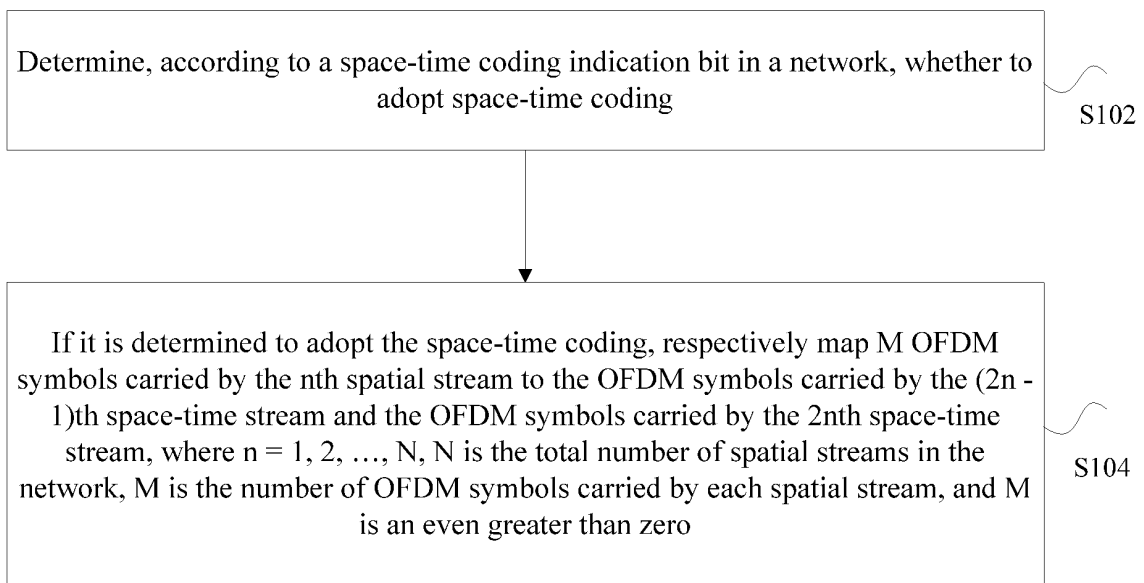 Determine, according to a space-time coding indication bit in a network, whether to
adopt space-time coding
S102
If it is determined to adopt the space-time coding, respectively map M OFDM
symbols carried by the nth spatial stream to the OFDM symbols carried by the (2n -
1)th space-time stream and the OFDM symbols carried by the 2nth space-time
stream, where n = 1, 2, …, N, N is the total number of spatial streams in the
network, M is the number of OFDM symbols carried by each spatial stream, and M
is an even greater than zero
S104